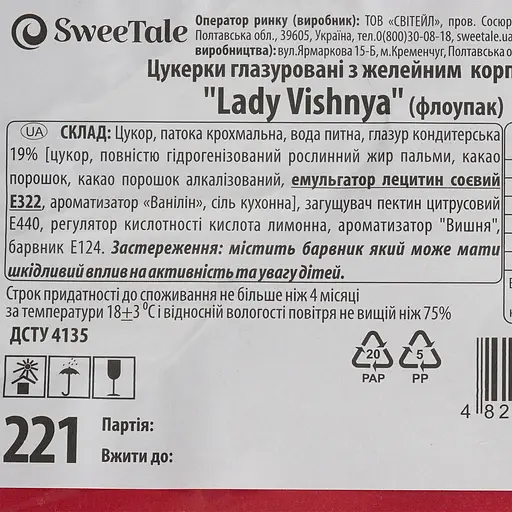 SweeTale
Оператор ринку (виробник): ТОВ «СВІТЕЙЛ», пров. Сосюр
Полтавська обл., 39605, Україна, тел.0(800)30-08-18, sweetale.ua
виробництва): вул.Ярмаркова 15-Б, м.Кременчуг, Полтавська о
Цукерки глазуровані з желейним корп
"Lady Vishnya" (флоупак)
UA СКЛАД: Цукор, патока крохмальна, вода питна, глазур кондитерська
19% [цукор, повністю гідрогенізований рослинний жир пальми, какао
порошок, какао порошок алкалізований, емульгатор лецитин соєвий
Е322, ароматизатор «Ванілін», сіль кухонна], загущувач пектин цитрусовий
Е440, регулятор кислотності кислота лимонна, ароматизатор "Вишня",
барвник Е124. Застереження: містить барвник який може мати
шкідливий вплив на активність та увагу дітей.
Строк придатності до споживання не більше ніж 4 місяці
за температури 18±3 ⁰С і відносній вологості повітря не вищій ніж 75%
ДСТУ 4135
20 5
PAP PP
4 82
221 Партія:
Вжити до: